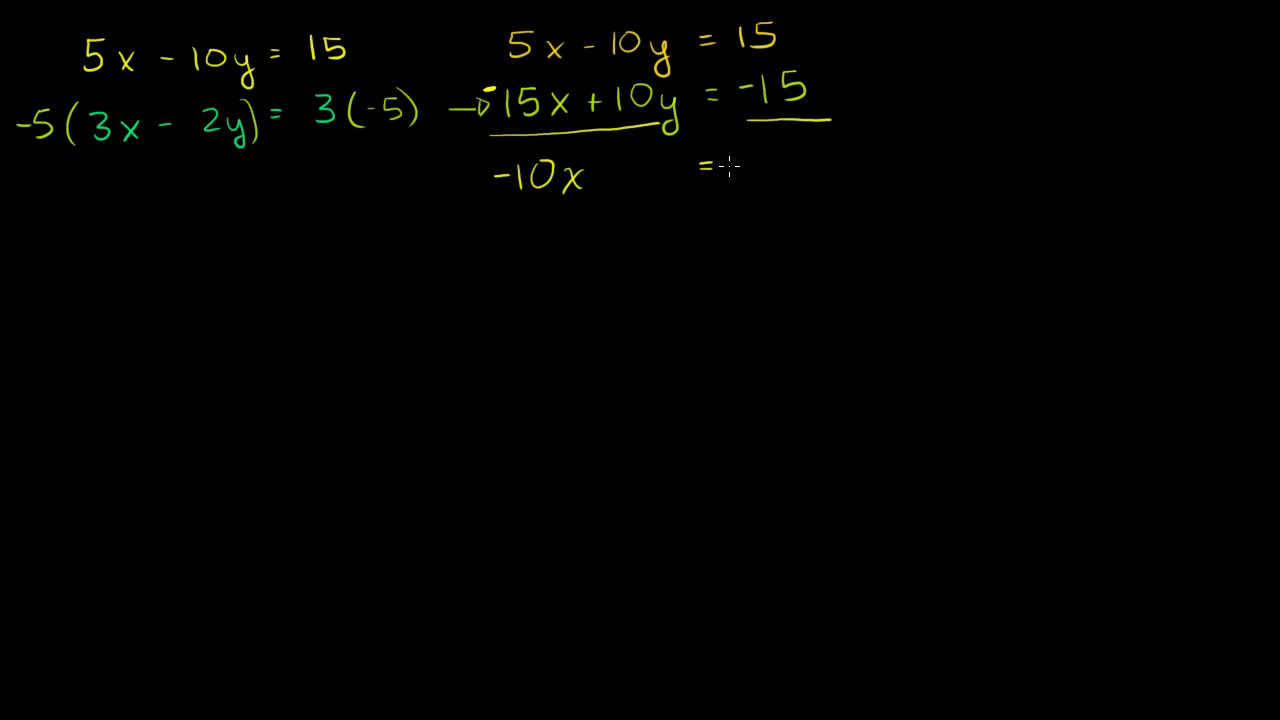 5x - 10y = 15
-5(3x - 2y) = 3(-5) → -15x + 10y = -15
5x - 10y = 15
-10x =